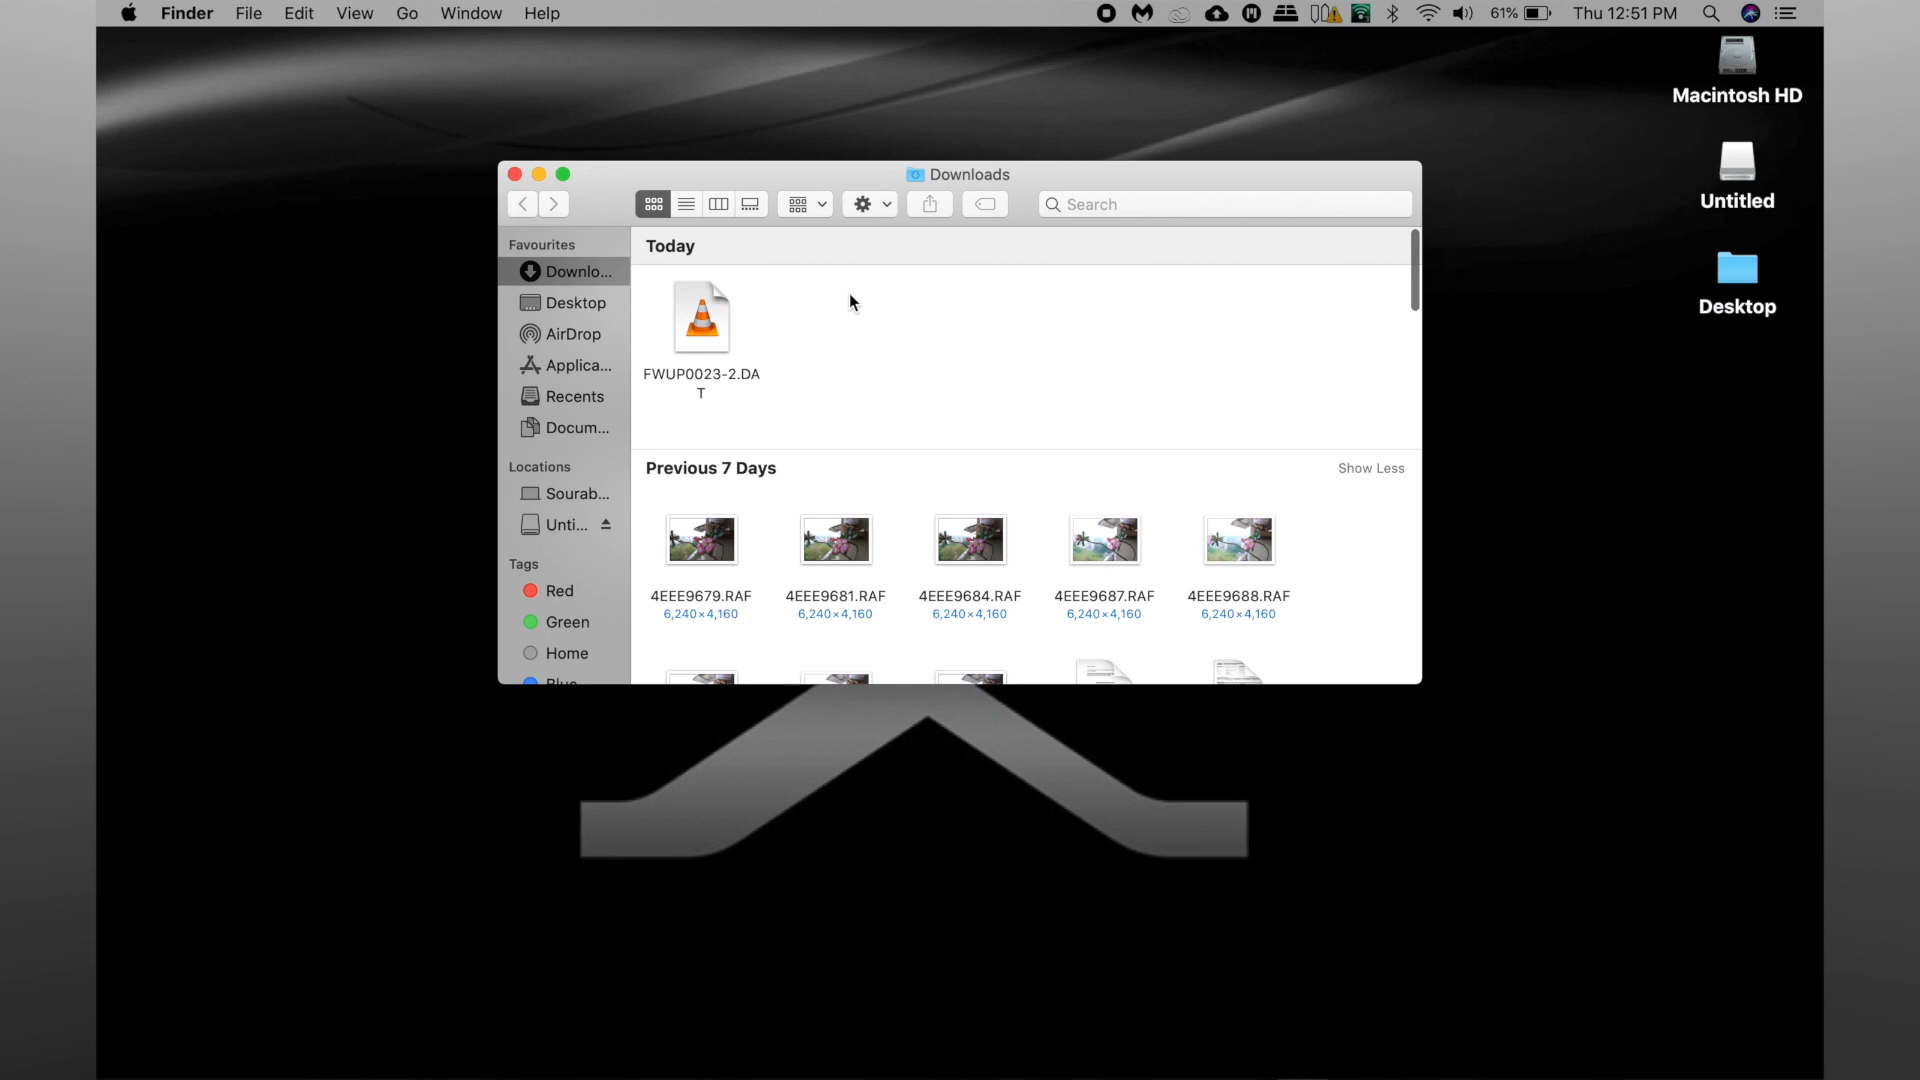 Finder File Edit View Go Window Help 61% Thu 12:51 PM
Macintosh HD
Untitled
Desktop
Downloads
Search
Favourites
Downlo...
Desktop
AirDrop
Applica...
Recents
Docum...
Locations
Sourab...
Unti...
Tags
Red
Green
Home
Blue
Today
FWUP0023-2.DA
T
Previous 7 Days Show Less
4EEE9679.RAF 4EEE9681.RAF 4EEE9684.RAF 4EEE9687.RAF 4EEE9688.RAF
6,240×4,160 6,240×4,160 6,240×4,160 6,240×4,160 6,240×4,160